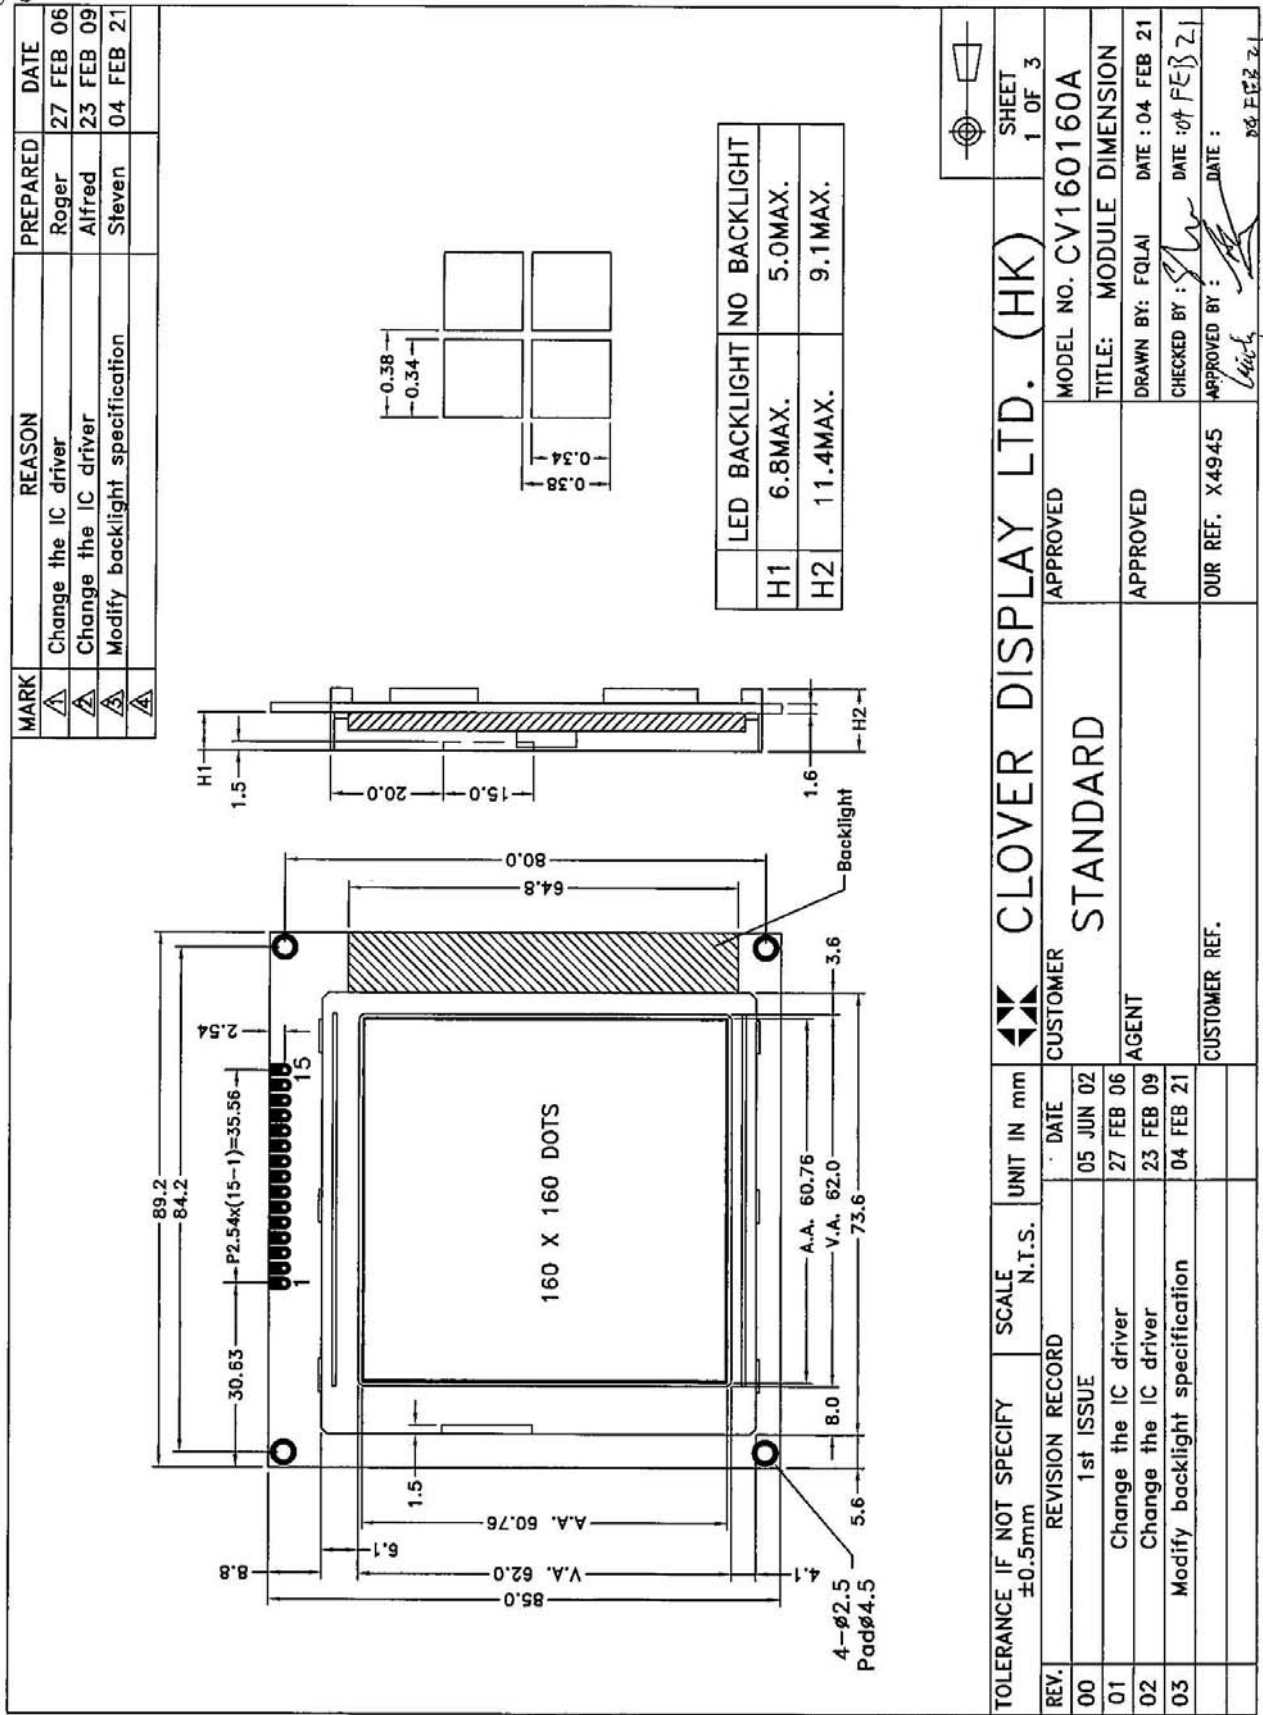 MARK REASON PREPARED DATE
1 Change the IC driver Roger 27 FEB 06
2 Change the IC driver Alfred 23 FEB 09
3 Modify backlight specification Steven 04 FEB 21
4
89.2
84.2
30.63
P2.54x(15-1)=35.56
2.54
1
15
8.8
6.1
85.0
V.A. 62.0
A.A. 60.76
1.5
4.1
160 X 160 DOTS
64.8
80.0
A.A. 60.76
V.A. 62.0
73.6
8.0
3.6
5.6
4-ø2.5
Padø4.5
Backlight
H1
1.5
20.0
15.0
1.6
H2
0.38
0.34
0.38
0.34
LED BACKLIGHT NO BACKLIGHT
H1 6.8MAX. 5.0MAX.
H2 11.4MAX. 9.1MAX.
TOLERANCE IF NOT SPECIFY
±0.5mm
SCALE
N.T.S.
UNIT IN mm
REV. REVISION RECORD DATE
00 1st ISSUE 05 JUN 02
01 Change the IC driver 27 FEB 06
02 Change the IC driver 23 FEB 09
03 Modify backlight specification 04 FEB 21
CLOVER DISPLAY LTD. (HK)
SHEET
1 OF 3
CUSTOMER
STANDARD
APPROVED
AGENT
APPROVED
CUSTOMER REF.
OUR REF. X4945
MODEL NO. CV160160A
TITLE: MODULE DIMENSION
DRAWN BY: FQLAI DATE : 04 FEB 21
CHECKED BY : DATE : 04 FEB 21
APPROVED BY : DATE :
04 FEB 21